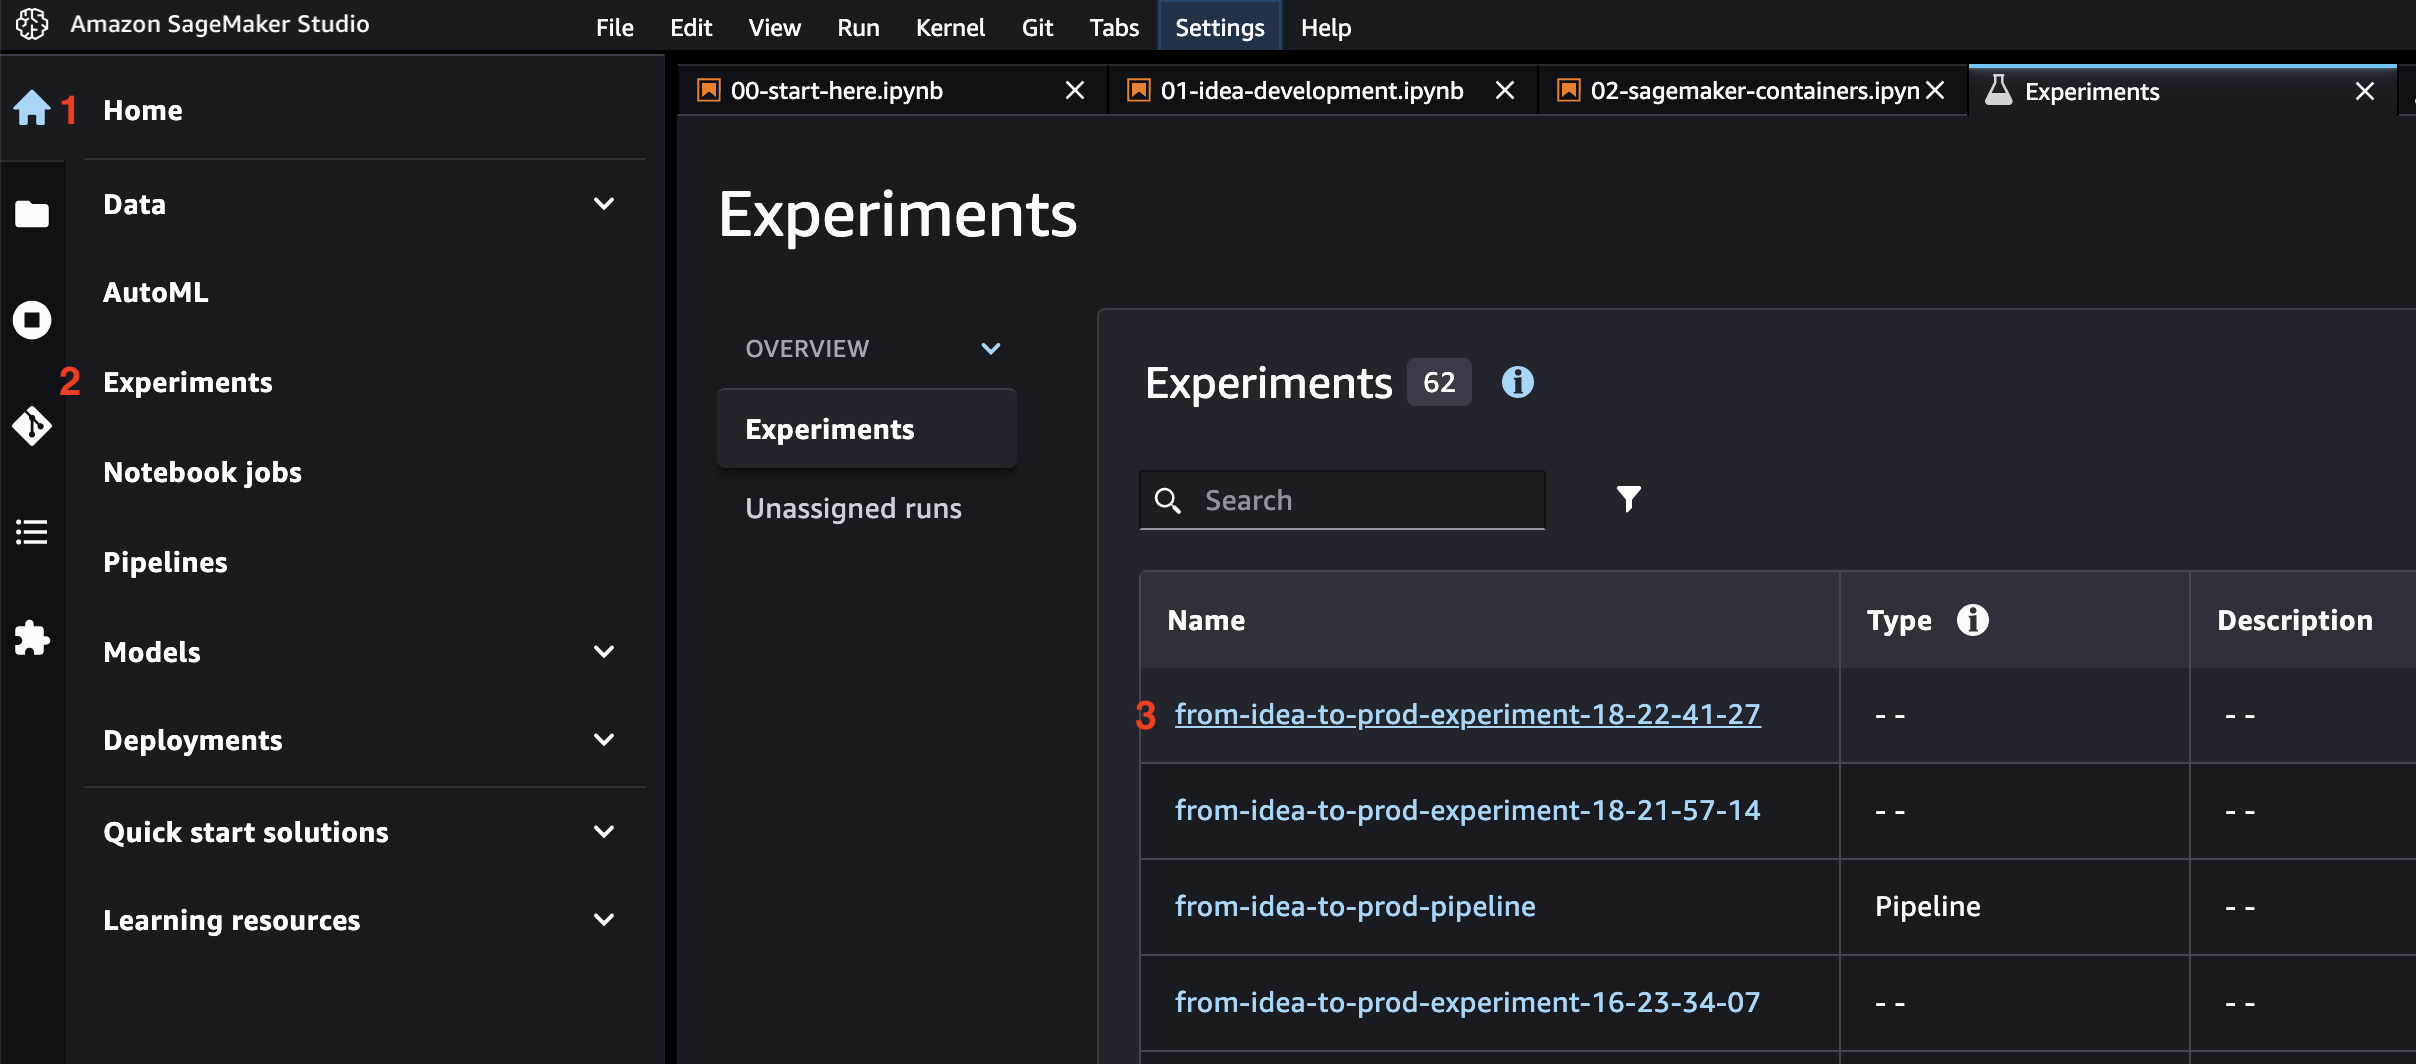 Amazon SageMaker Studio
File Edit View Run Kernel Git Tabs Settings Help
1 Home
Data
AutoML
2 Experiments
Notebook jobs
Pipelines
Models
Deployments
Quick start solutions
Learning resources
00-start-here.ipynb 01-idea-development.ipynb 02-sagemaker-containers.ipyn Experiments
Experiments
OVERVIEW
Experiments
Unassigned runs
Experiments 62
Search
Name Type Description
3 from-idea-to-prod-experiment-18-22-41-27 -- --
from-idea-to-prod-experiment-18-21-57-14 -- --
from-idea-to-prod-pipeline Pipeline --
from-idea-to-prod-experiment-16-23-34-07 -- --